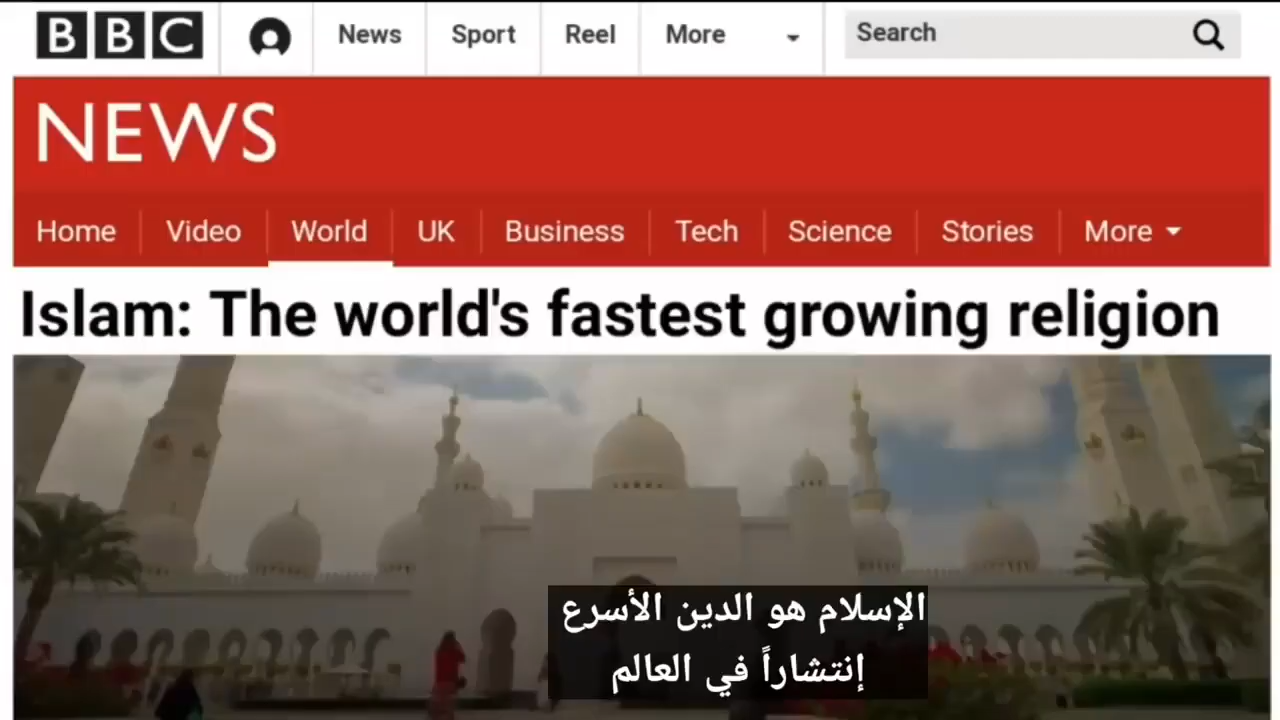 BBC News Sport Reel More Search
NEWS
Home Video World UK Business Tech Science Stories More
Islam: The world's fastest growing religion
الإسلام هو الدين الأسرع
إنتشاراً في العالم